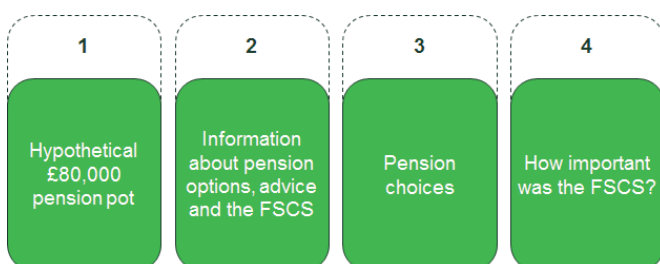 1
2
3
4
Hypothetical
£80,000
pension pot
Information
about pension
options, advice
and the FSCS
Pension
choices
How important
was the FSCS?